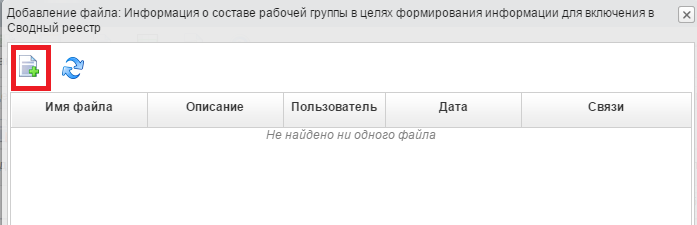 Добавление файла: Информация о составе рабочей группы в целях формирования информации для включения в
Сводный реестр
Имя файла Описание Пользователь Дата Связи
Не найдено ни одного файла